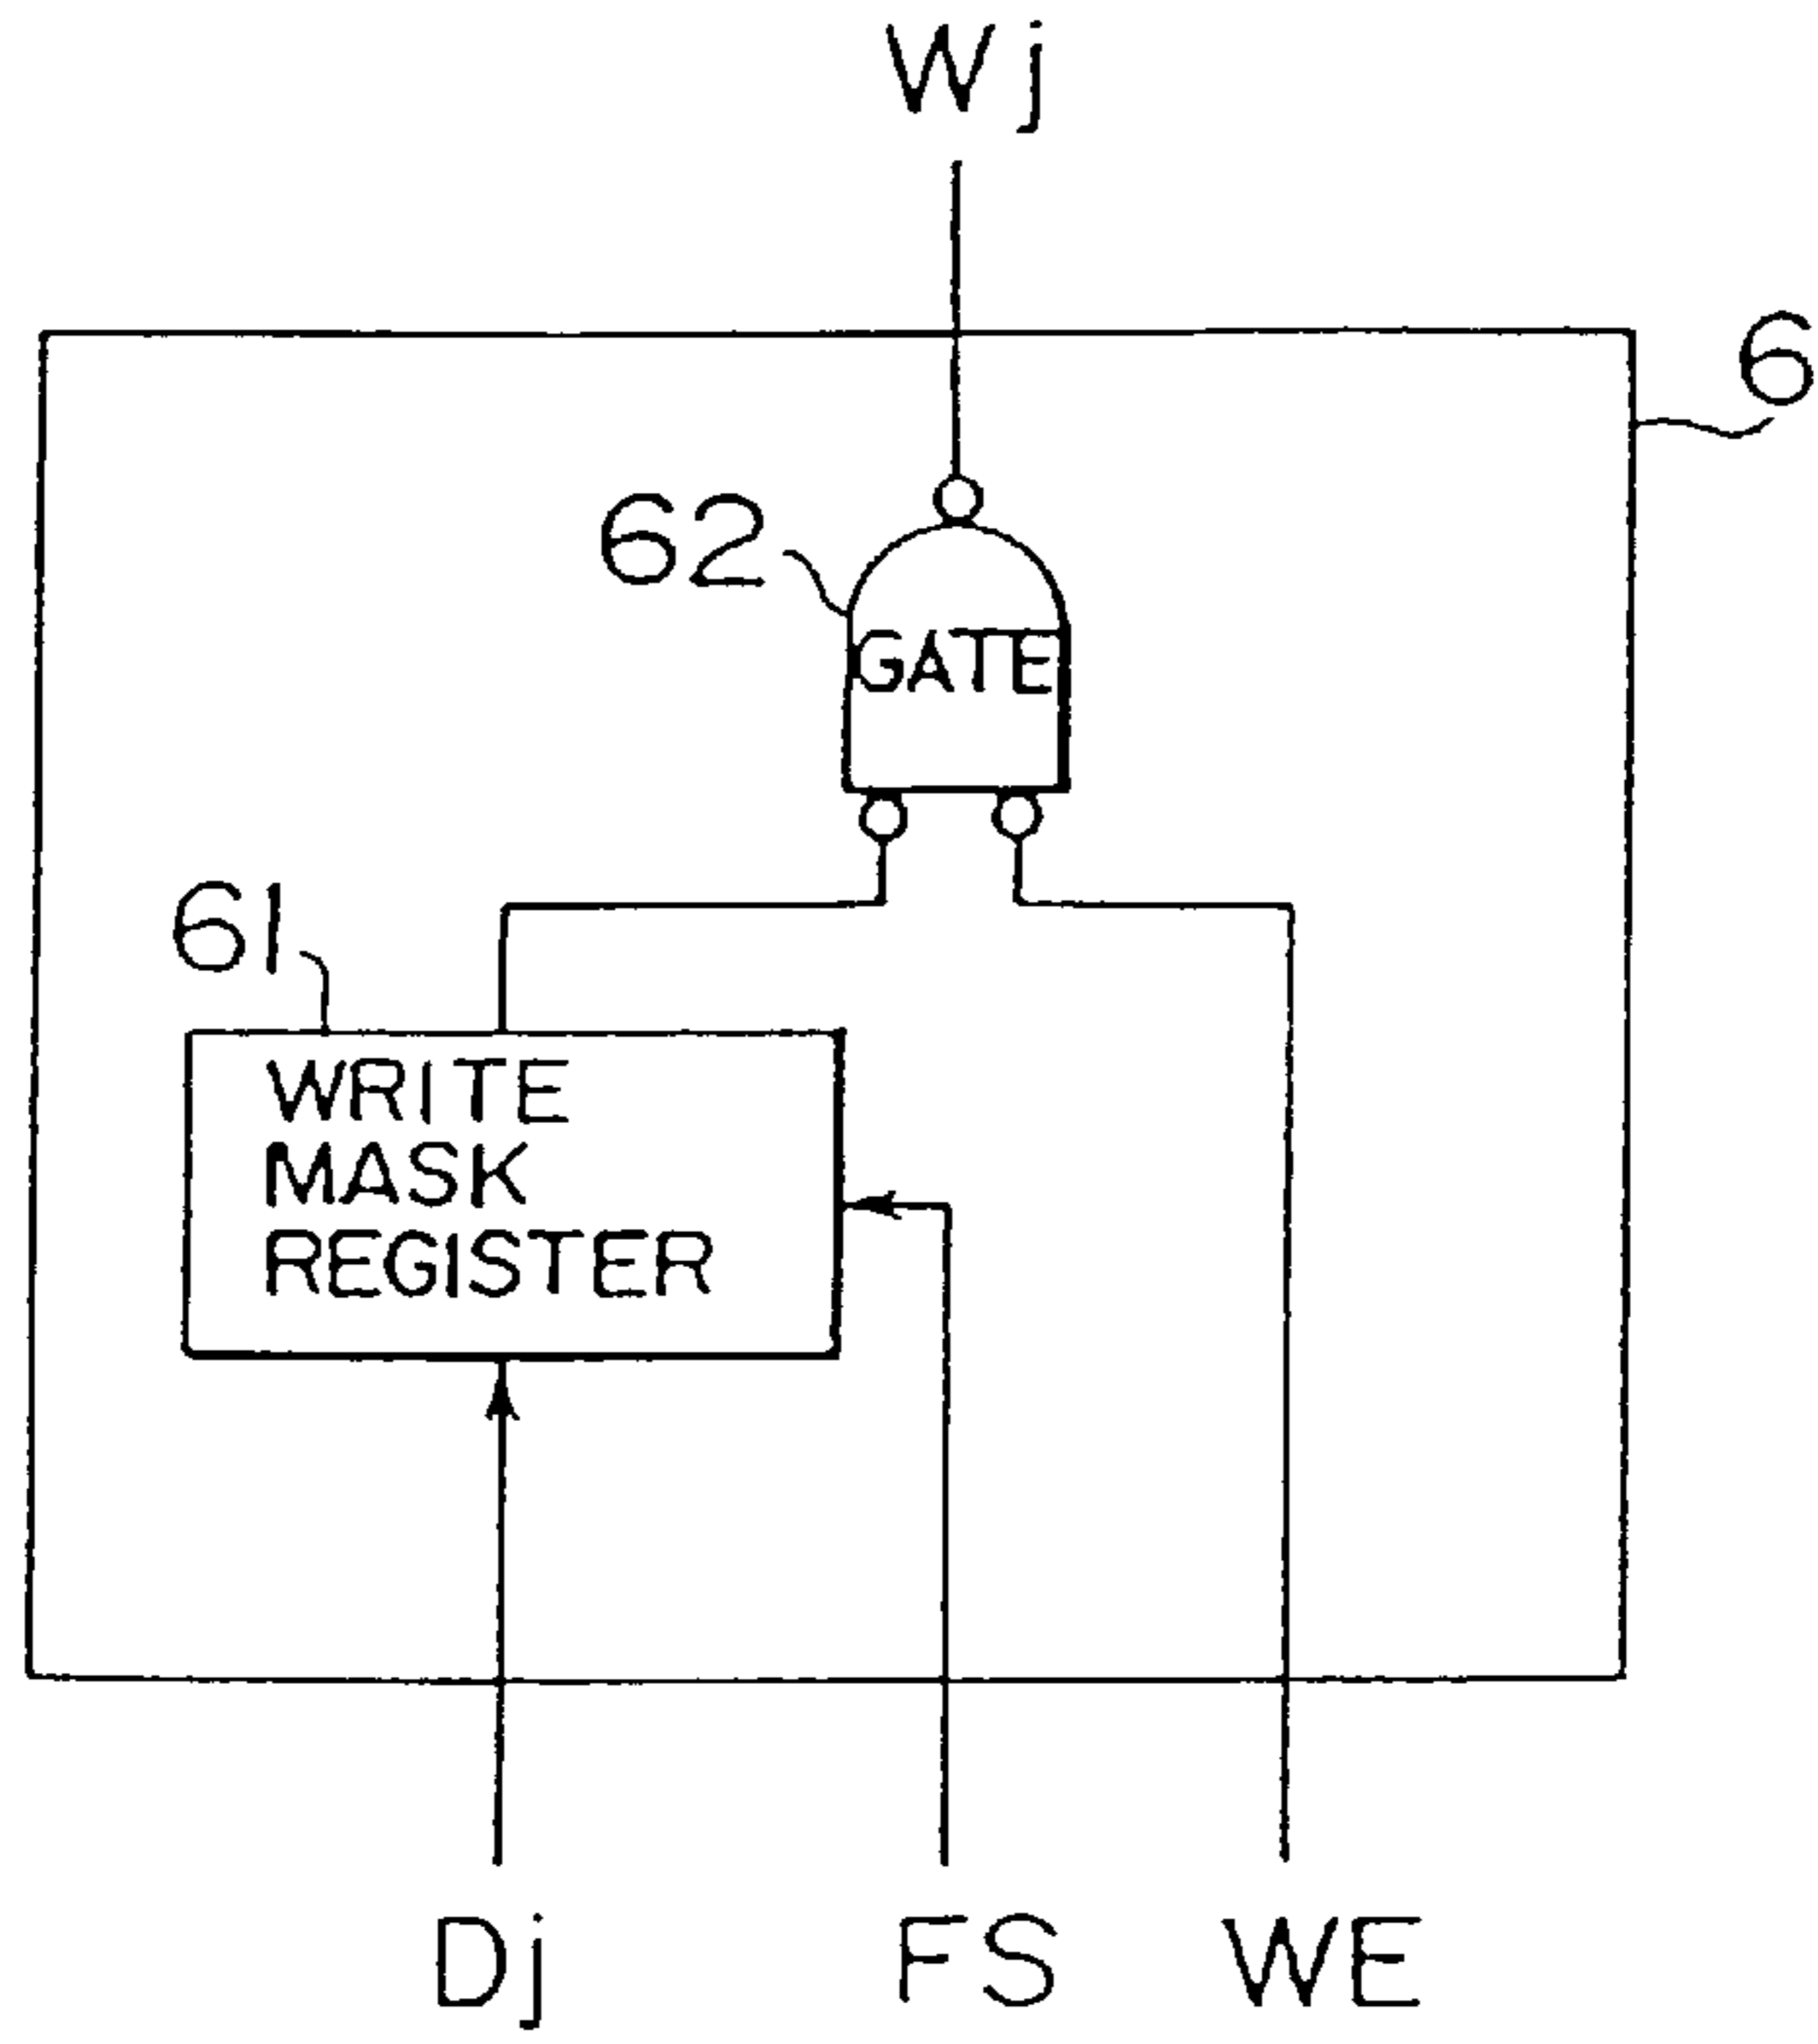 Wj
6
62
GATE
61
WRITE
MASK
REGISTER
Dj FS WE